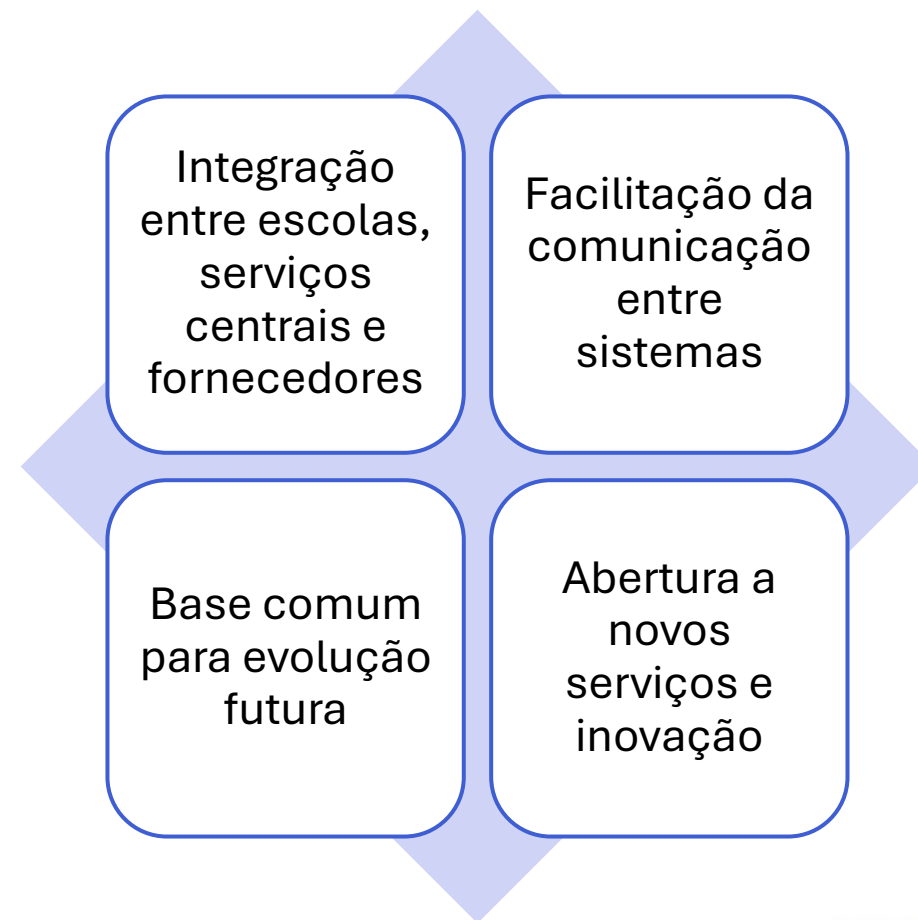 Integração
entre escolas,
serviços
centrais e
fornecedores
Facilitação da
comunicação
entre
sistemas
Base comum
para evolução
futura
Abertura a
novos
serviços e
inovação